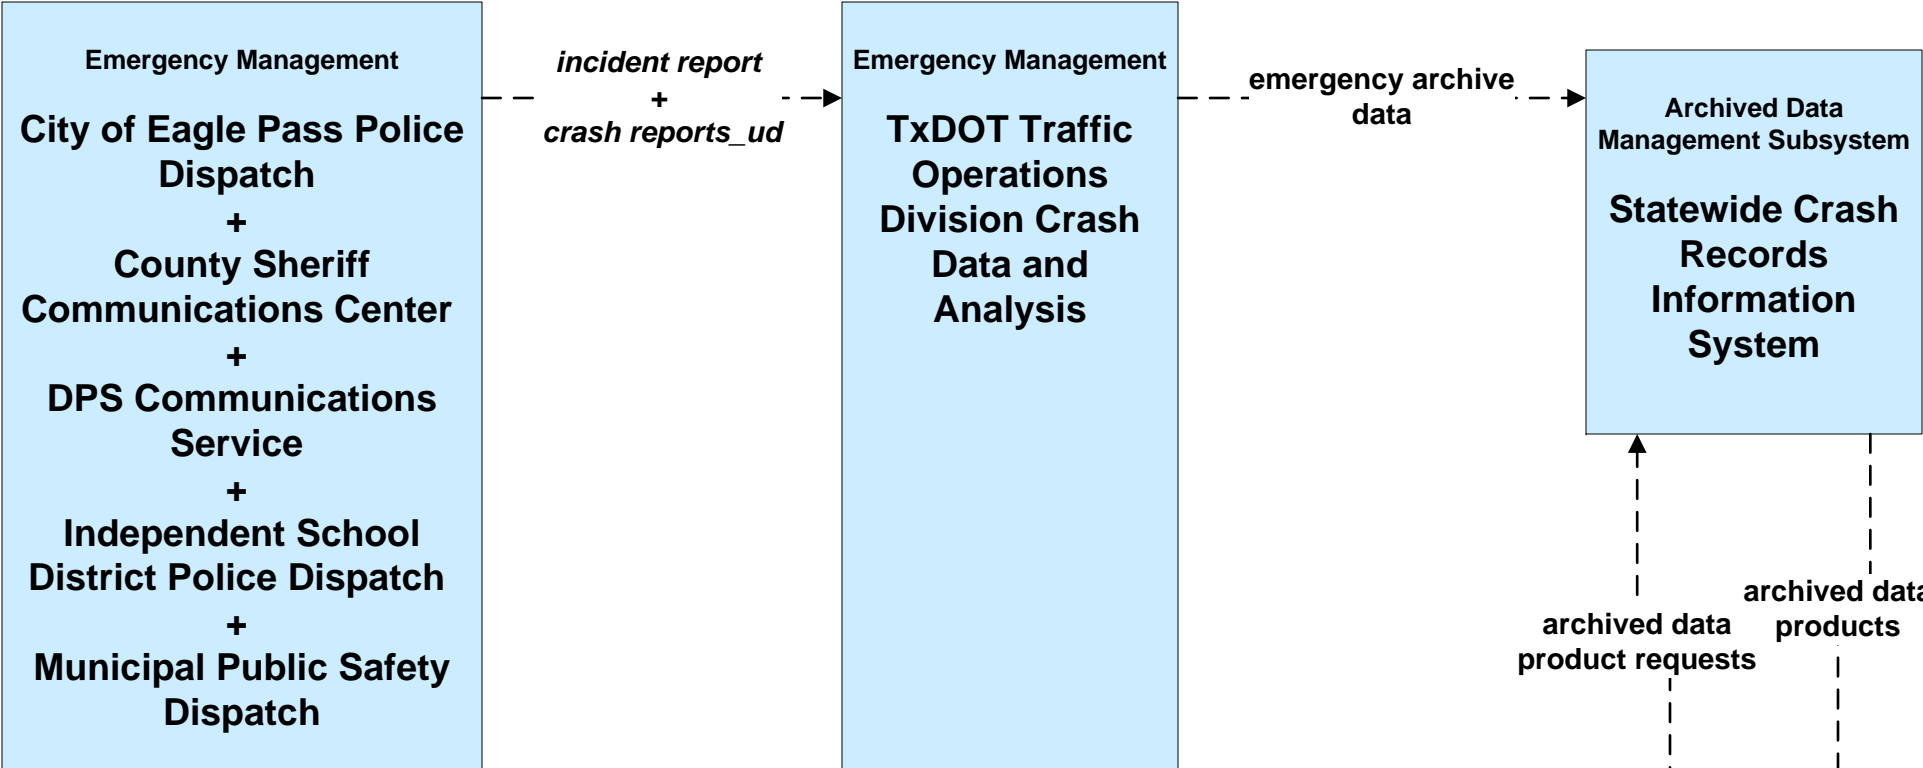 Emergency Management
City of Eagle Pass Police
Dispatch
+
County Sheriff
Communications Center
+
DPS Communications
Service
+
Independent School
District Police Dispatch
+
Municipal Public Safety
Dispatch
incident report
+
crash reports_ud
Emergency Management
TxDOT Traffic
Operations
Division Crash
Data and
Analysis
emergency archive
data
Archived Data
Management Subsystem
Statewide Crash
Records
Information
System
archived data
product requests
archived data
products